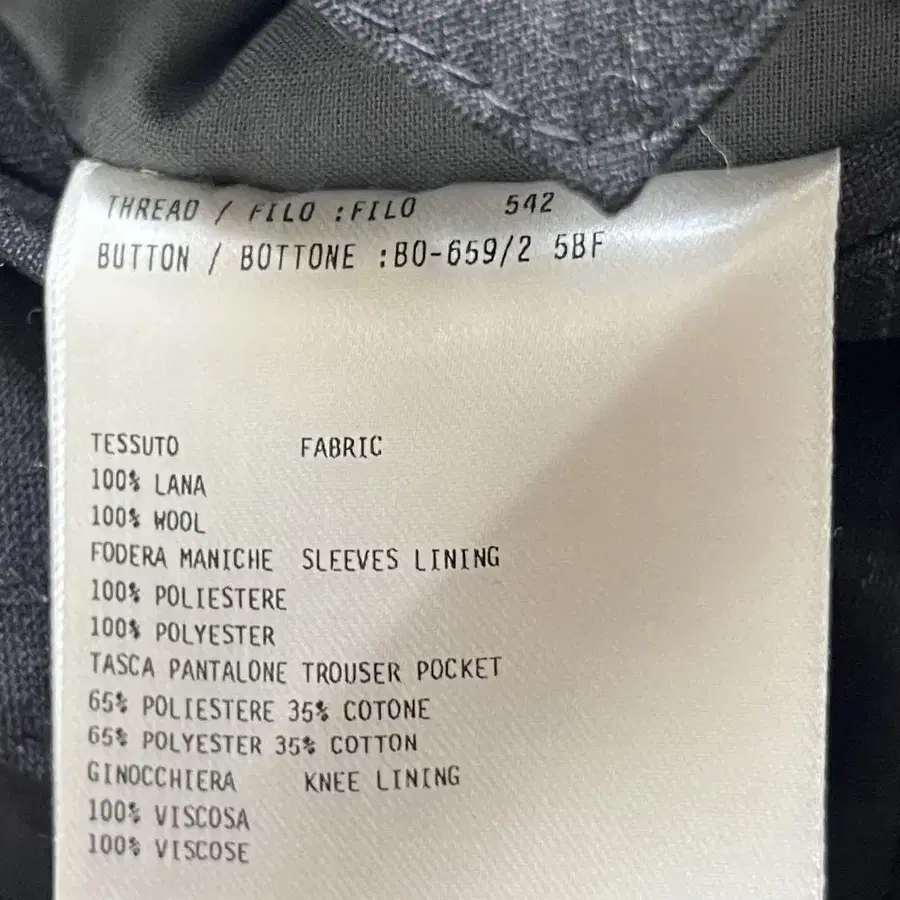 THREAD / FILO :FILO 542
BUTTON / BOTTONE :BO-659/2 5BF
TESSUTO FABRIC
100% LANA
100% WOOL
FODERA MANICHE SLEEVES LINING
100% POLIESTERE
100% POLYESTER
TASCA PANTALONE TROUSER POCKET
65% POLIESTERE 35% COTONE
65% POLYESTER 35% COTTON
GINOCCHIERA KNEE LINING
100% VISCOSA
100% VISCOSE